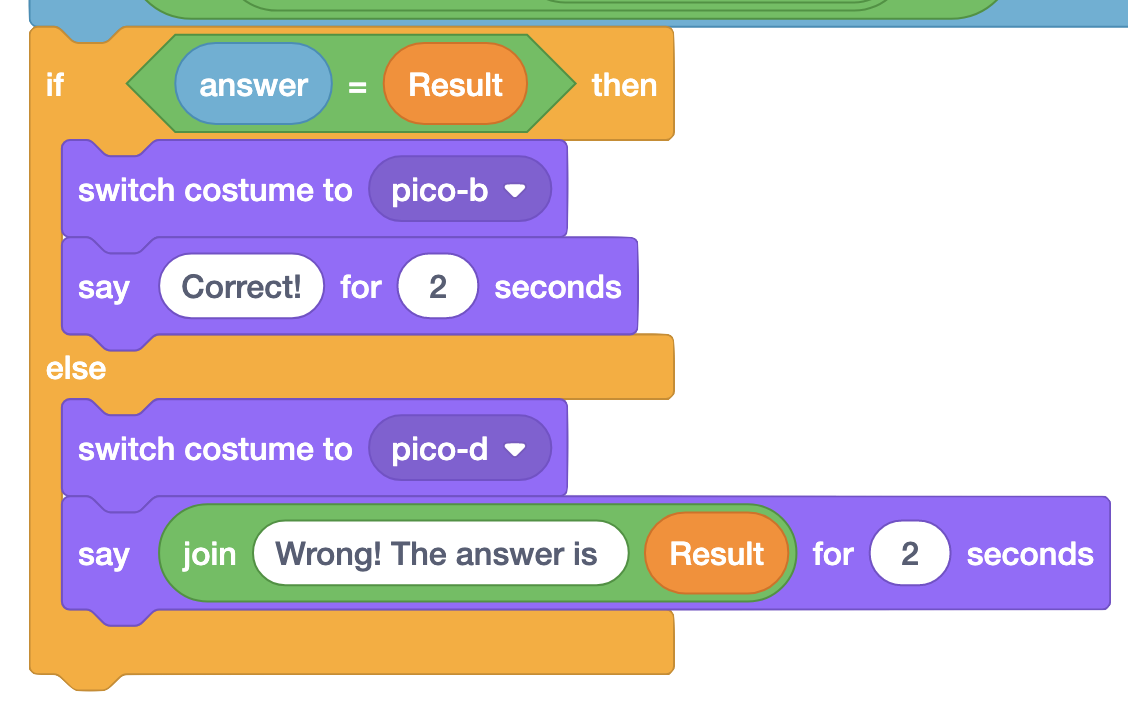 if answer = Result then
switch costume to pico-b
say Correct! for 2 seconds
else
switch costume to pico-d
say join Wrong! The answer is Result for 2 seconds